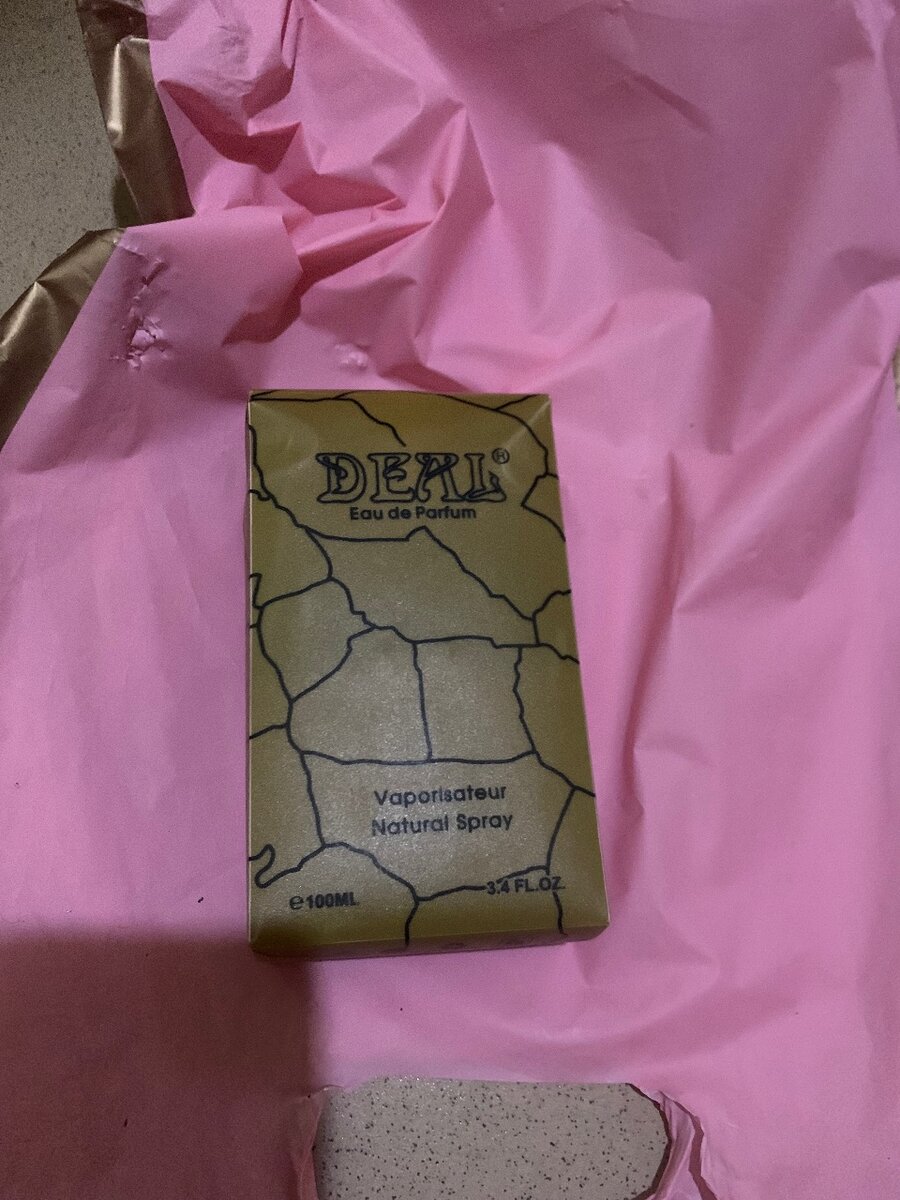 DEAL®
Eau de Parfum
Vaporisateur
Natural Spray
℮100ML 3.4 FL.OZ.